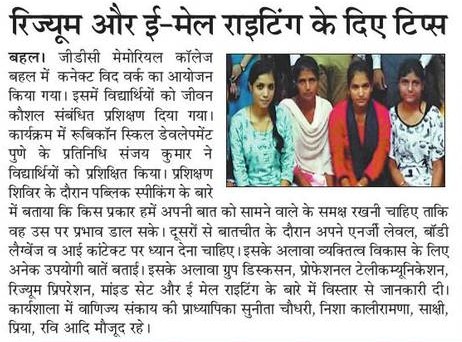 रिज्यूम और ई-मेल राइटिंग के दिए टिप्स
बहल। जीडीसी मेमोरियल कॉलेज
बहल में कनेक्ट विद वर्क का आयोजन
किया गया। इसमें विद्यार्थियों को जीवन
कौशल संबंधित प्रशिक्षण दिया गया।
कार्यक्रम में रूबिकॉन स्किल डेवलेपमेंट
पुणे के प्रतिनिधि संजय कुमार ने
विद्यार्थियों को प्रशिक्षित किया। प्रशिक्षण
शिविर के दौरान पब्लिक स्पीकिंग के बारे
में बताया कि किस प्रकार हमें अपनी बात को सामने वाले के समक्ष रखनी चाहिए ताकि
वह उस पर प्रभाव डाल सके। दूसरों से बातचीत के दौरान अपने एनर्जी लेवल, बॉडी
लैंग्वेंज व आई कांटेक्ट पर ध्यान देना चाहिए। इसके अलावा व्यक्तित्व विकास के लिए
अनेक उपयोगी बातें बताई। इसके अलावा ग्रुप डिस्कसन, प्रोफेशनल टेलीकम्यूनिकेशन,
रिज्यूम प्रिपरेशन, मांइड सेट और ई मेल राइटिंग के बारे में विस्तार से जानकारी दी।
कार्यशाला में वाणिज्य संकाय की प्राध्यापिका सुनीता चौधरी, निशा कालीरामणा, साक्षी,
प्रिया, रवि आदि मौजूद रहे।